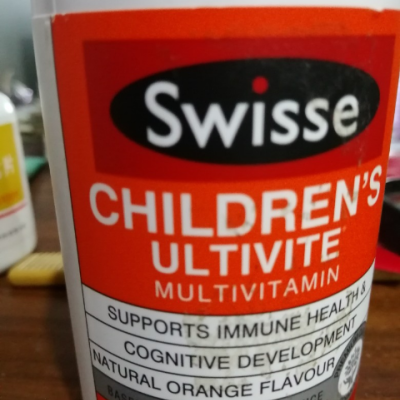 Swisse
CHILDREN'S
ULTIVITE
MULTIVITAMIN
SUPPORTS IMMUNE HEALTH &
COGNITIVE DEVELOPMENT
NATURAL ORANGE FLAVOUR